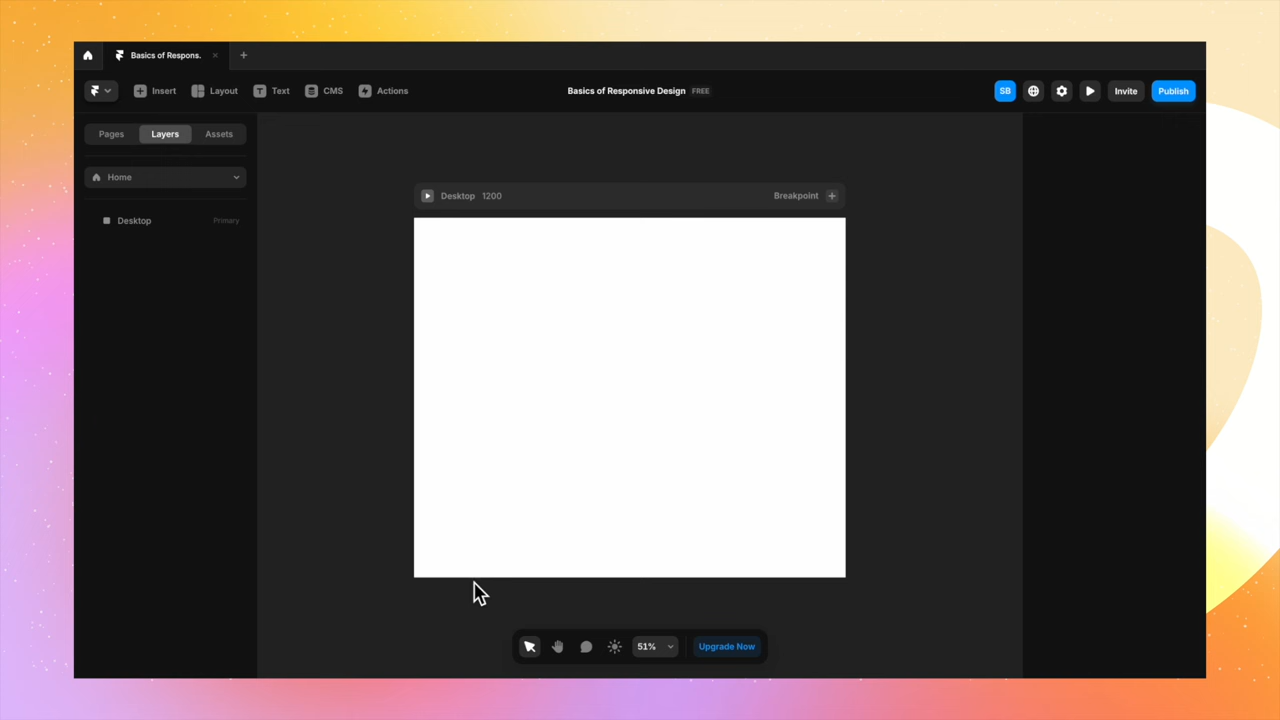 Basics of Respons.
Insert
Layout
Text
CMS
Actions
Basics of Responsive Design FREE
SB
Invite
Publish
Pages
Layers
Assets
Home
Desktop 1200
Breakpoint
Desktop
Primary
51%
Upgrade Now